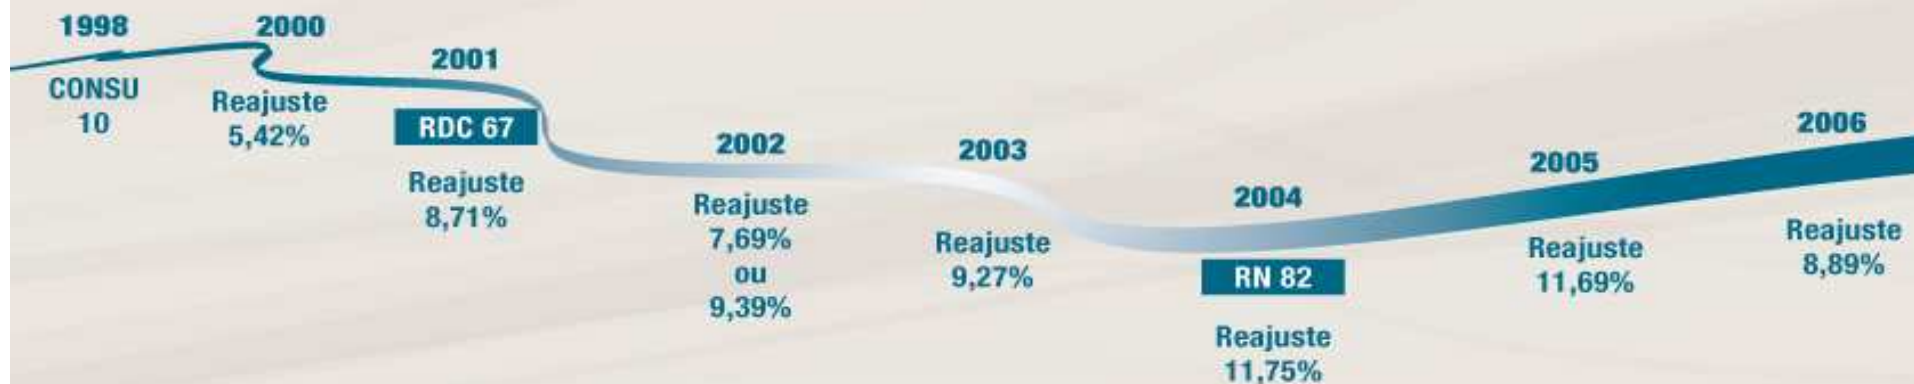 1998
CONSU
10
2000
Reajuste
5,42%
2001
RDC 67
Reajuste
8,71%
2002
Reajuste
7,69%
ou
9,39%
2003
Reajuste
9,27%
2004
RN 82
Reajuste
11,75%
2005
Reajuste
11,69%
2006
Reajuste
8,89%